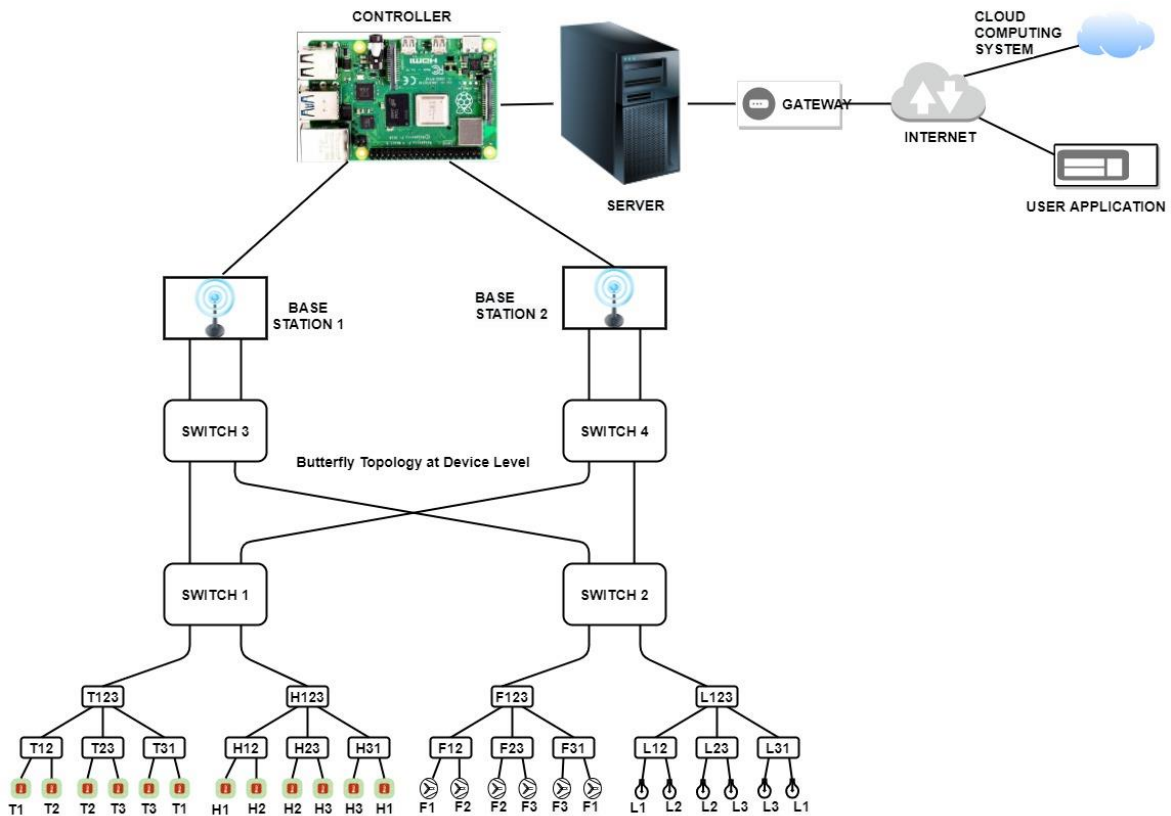 CONTROLLER
CLOUD
COMPUTING
SYSTEM
HDMI
GATEWAY
INTERNET
SERVER
USER APPLICATION
BASE
STATION 1
BASE
STATION 2
SWITCH 3
SWITCH 4
Butterfly Topology at Device Level
SWITCH 1
SWITCH 2
T123
H123
F123
L123
T12
T23
T31
H12
H23
H31
F12
F23
F31
L12
L23
L31
T1
T2
T2
T3
T3
T1
H1
H2
H2
H3
H3
H1
F1
F2
F2
F3
F3
F1
L1
L2
L2
L3
L3
L1